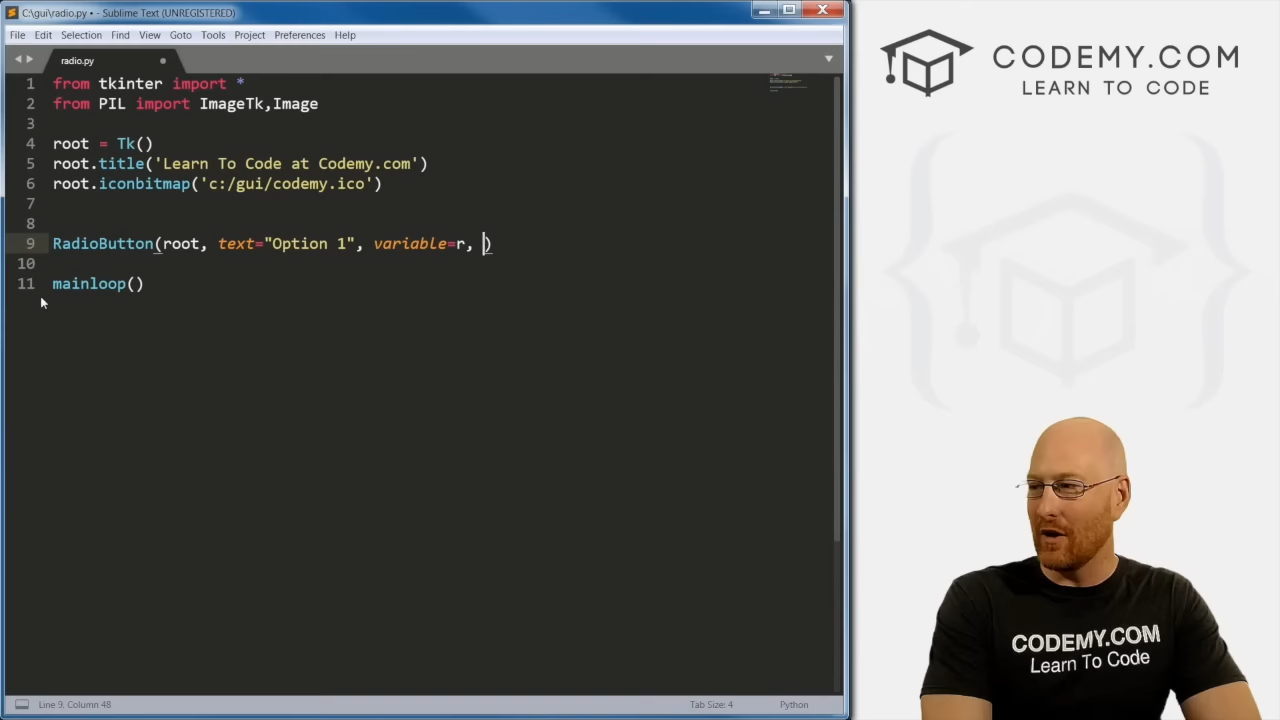 C:\gui\radio.py • - Sublime Text (UNREGISTERED)
File Edit Selection Find View Goto Tools Project Preferences Help
radio.py
1 from tkinter import *
2 from PIL import ImageTk,Image
3
4 root = Tk()
5 root.title('Learn To Code at Codemy.com')
6 root.iconbitmap('c:/gui/codemy.ico')
7
8
9 RadioButton(root, text="Option 1", variable=r, )
10
11 mainloop()
Line 9, Column 48 Tab Size: 4 Python
CODEMY.COM
LEARN TO CODE
CODEMY.COM
Learn To Code